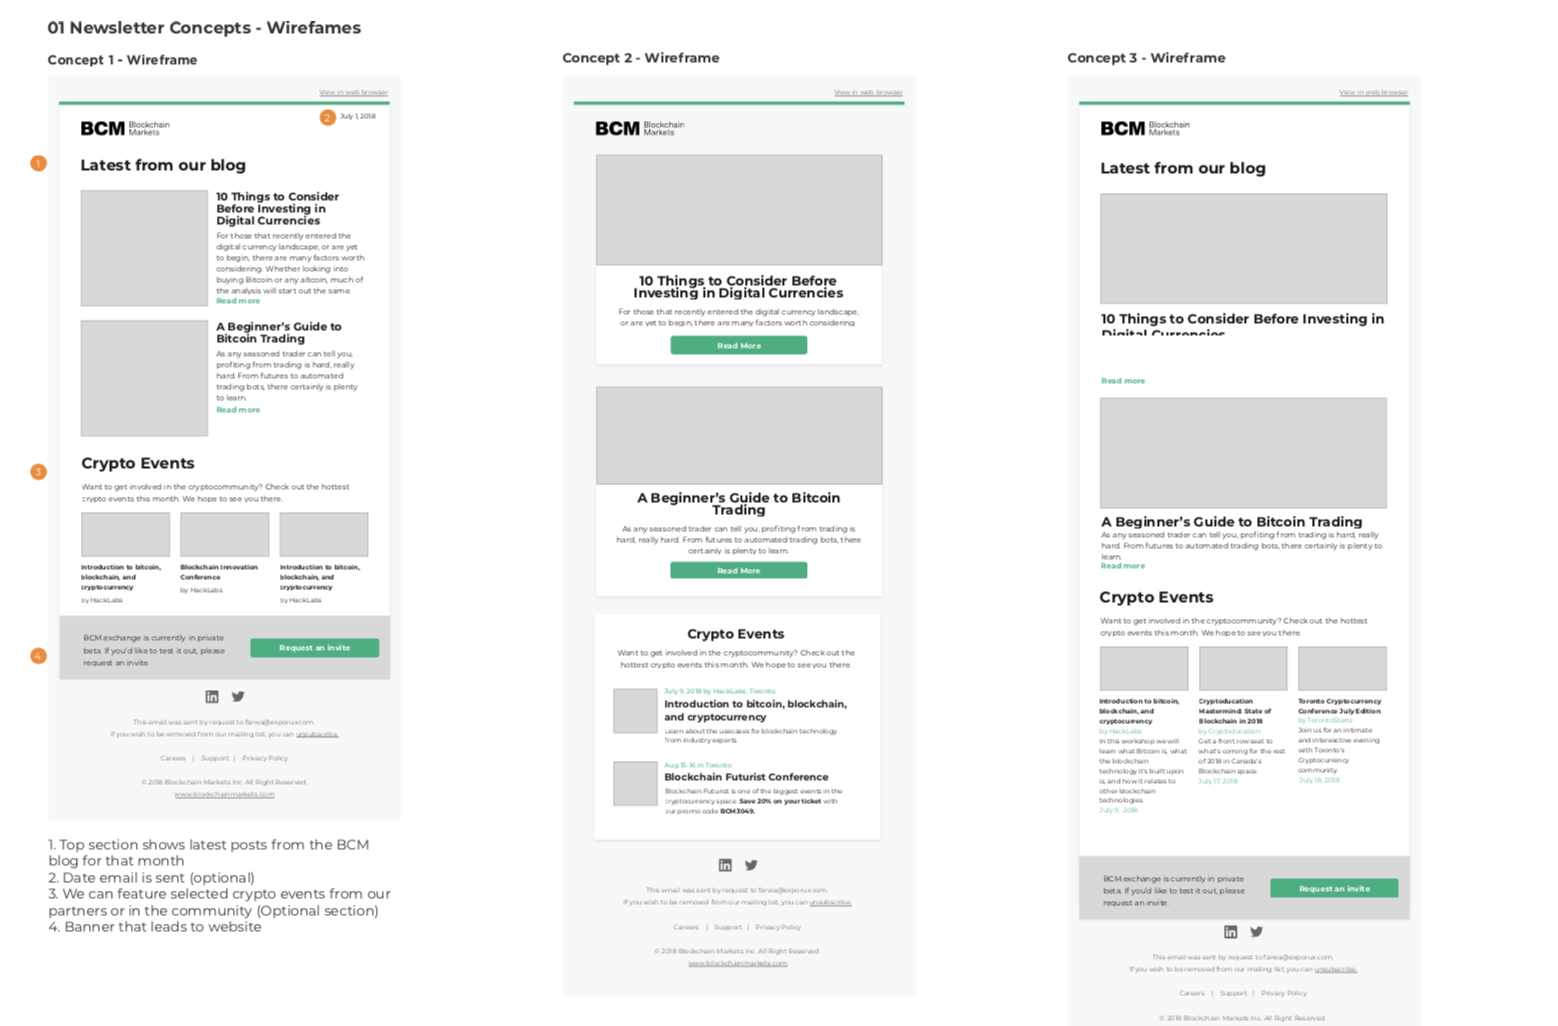 01 Newsletter Concepts - Wirefames
Concept 1 - Wireframe
View in web browser
2
July 1, 2018
BCM Blockchain
Markets
1
Latest from our blog
10 Things to Consider
Before Investing in
Digital Currencies
For those that recently entered the
digital currency landscape, or are yet
to begin, there are many factors worth
considering. Whether looking into
buying Bitcoin or any altcoin, much of
the analysis will start out the same.
Read more
A Beginner's Guide to
Bitcoin Trading
As any seasoned trader can tell you,
profiting from trading is hard, really
hard. From futures to automated
trading bots, there certainly is plenty
to learn.
Read more
3
Crypto Events
Want to get involved in the cryptocommunity? Check out the hottest
crypto events this month. We hope to see you there.
Introduction to bitcoin,
blockchain, and
cryptocurrency
by HackLabs
Blockchain Innovation
Conference
by HackLabs
Introduction to bitcoin,
blockchain, and
cryptocurrency
by HackLabs
4
BCM.exchange is currently in private
beta. If you'd like to test it out, please
request an invite.
Request an invite
This email was sent by request to farwa@exporux.com.
If you wish to be removed from our mailing list, you can unsubscribe.
Careers | Support | Privacy Policy
© 2018 Blockchain Markets Inc. All Right Reserved.
www.blockchainmarkets.com
1. Top section shows latest posts from the BCM
blog for that month
2. Date email is sent (optional)
3. We can feature selected crypto events from our
partners or in the community (Optional section)
4. Banner that leads to website
Concept 2 - Wireframe
View in web browser
BCM Blockchain
Markets
10 Things to Consider Before
Investing in Digital Currencies
For those that recently entered the digital currency landscape,
or are yet to begin, there are many factors worth considering.
Read More
A Beginner's Guide to Bitcoin
Trading
As any seasoned trader can tell you, profiting from trading is
hard, really hard. From futures to automated trading bots, there
certainly is plenty to learn.
Read More
Crypto Events
Want to get involved in the cryptocommunity? Check out the
hottest crypto events this month. We hope to see you there.
July 9, 2018 by HackLabs, Toronto
Introduction to bitcoin, blockchain,
and cryptocurrency
Learn about the usecases for blockchain technology
from industry experts.
Aug 15-16 in Toronto
Blockchain Futurist Conference
Blockchain Futurist is one of the biggest events in the
cryptocurrency space. Save 20% on your ticket with
our promo code BCM3049.
This email was sent by request to farwa@exporux.com.
If you wish to be removed from our mailing list, you can unsubscribe.
Careers | Support | Privacy Policy
© 2018 Blockchain Markets Inc. All Right Reserved.
www.blockchainmarkets.com
Concept 3 - Wireframe
View in web browser
BCM Blockchain
Markets
Latest from our blog
10 Things to Consider Before Investing in
Digital Currencies
Read more
A Beginner's Guide to Bitcoin Trading
As any seasoned trader can tell you, profiting from trading is hard, really
hard. From futures to automated trading bots, there certainly is plenty to
learn.
Read more
Crypto Events
Want to get involved in the cryptocommunity? Check out the hottest
crypto events this month. We hope to see you there.
Introduction to bitcoin,
blockchain, and
cryptocurrency
by HackLabs
In this workshop we will
learn what Bitcoin is, what
the blockchain
technology it's built upon
is, and how it relates to
other blockchain
technologies.
July 9, 2018
Cryptoducation
Mastermind: State of
Blockchain in 2018
by Cryptoducation
Get a front row seat to
what's coming for the rest
of 2018 in Canada's
Blockchain space.
July 17, 2018
Toronto Cryptocurrency
Conference July Edition
by TorontoStarts
Join us for an intimate
and intereactive evening
with Toronto's
Cryptocurrency
community.
July 18, 2018
BCM.exchange is currently in private
beta. If you'd like to test it out, please
request an invite.
Request an invite
This email was sent by request to farwa@exporux.com.
If you wish to be removed from our mailing list, you can unsubscribe.
Careers | Support | Privacy Policy
© 2018 Blockchain Markets Inc. All Right Reserved.